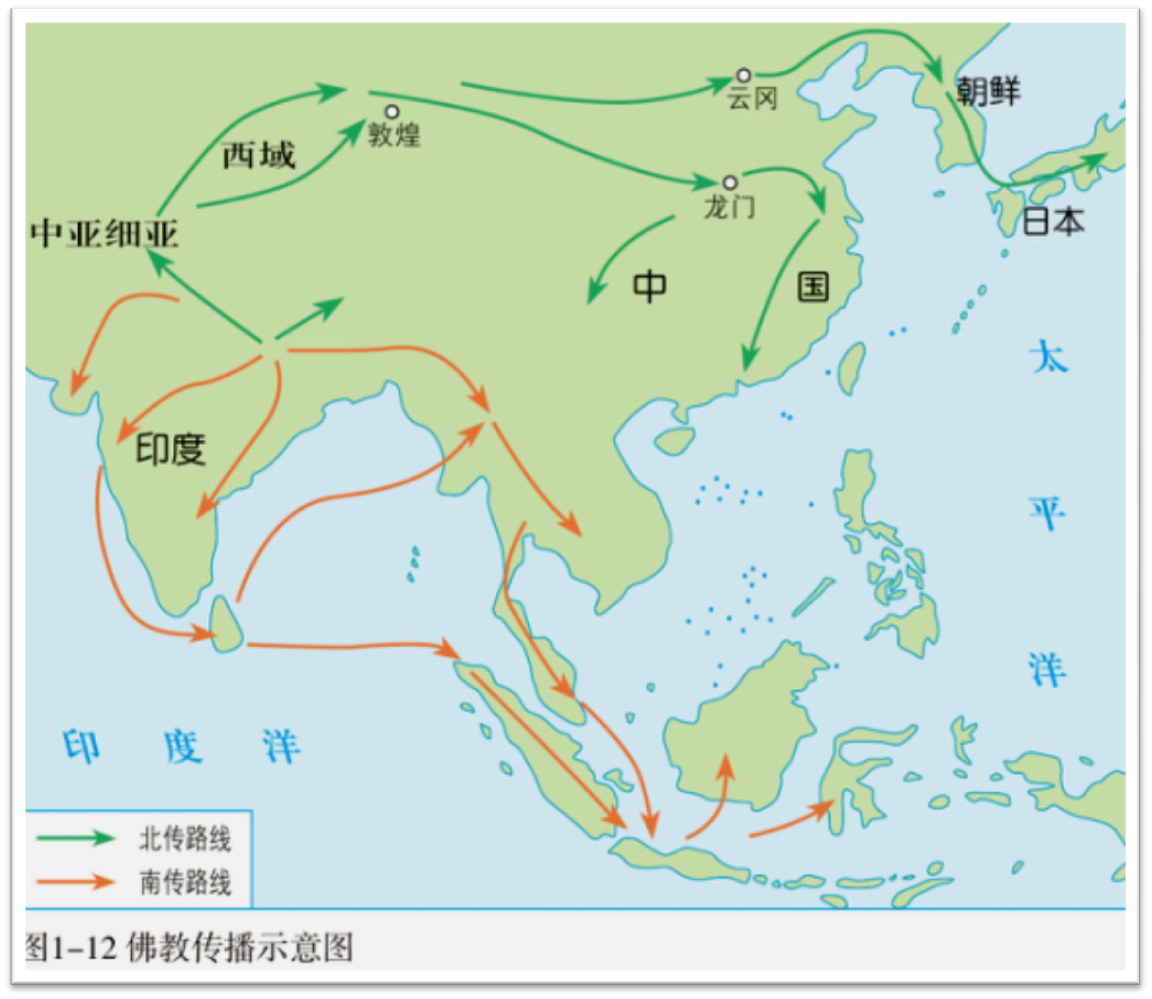 朝鲜
云冈
敦煌
西域
龙门
日本
中亚细亚
中 国
太平洋
印度
印度洋
北传路线
南传路线
图1-12 佛教传播示意图